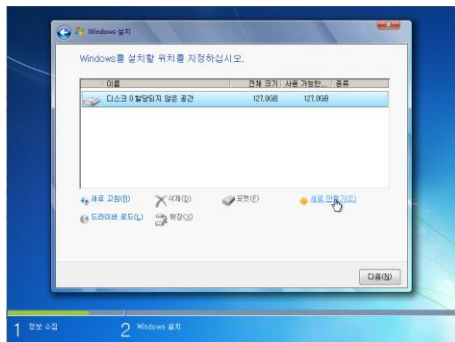 Windows 설치
Windows를 설치할 위치를 지정하십시오.
이름 전체 크기 사용 가능한... 종류
디스크 0 할당되지 않은 공간 127.0GB 127.0GB
새로 고침(R) 삭제(D) 포맷(F) 새로 만들기(E)
드라이버 로드(L) 확장(X)
다음(N)
1 정보 수집 2 Windows 설치